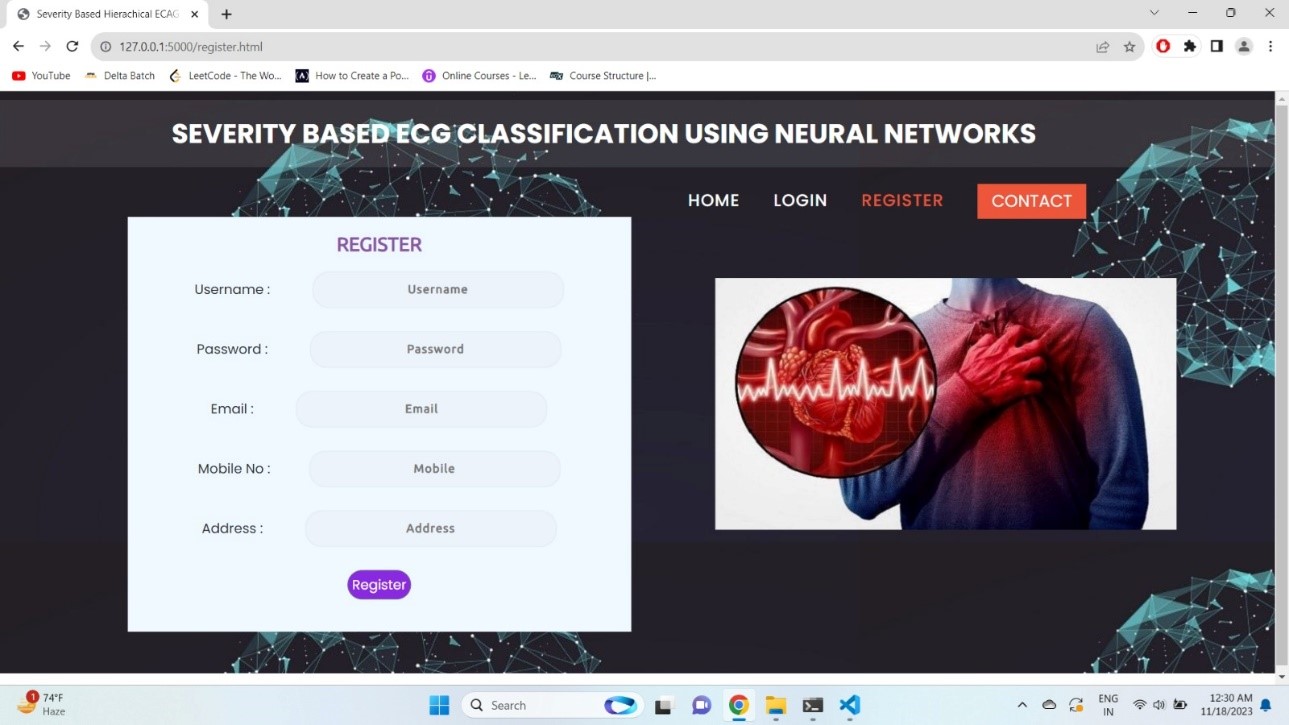 Severity Based Hierachical ECAG
127.0.0.1:5000/register.html
YouTube Delta Batch LeetCode - The Wo... How to Create a Po... Online Courses - Le... Course Structure |...
SEVERITY BASED ECG CLASSIFICATION USING NEURAL NETWORKS
HOME LOGIN REGISTER CONTACT
REGISTER
Username : Username
Password : Password
Email : Email
Mobile No : Mobile
Address : Address
Register
1 74°F
Haze
Search
ENG
IN
12:30 AM
11/18/2023